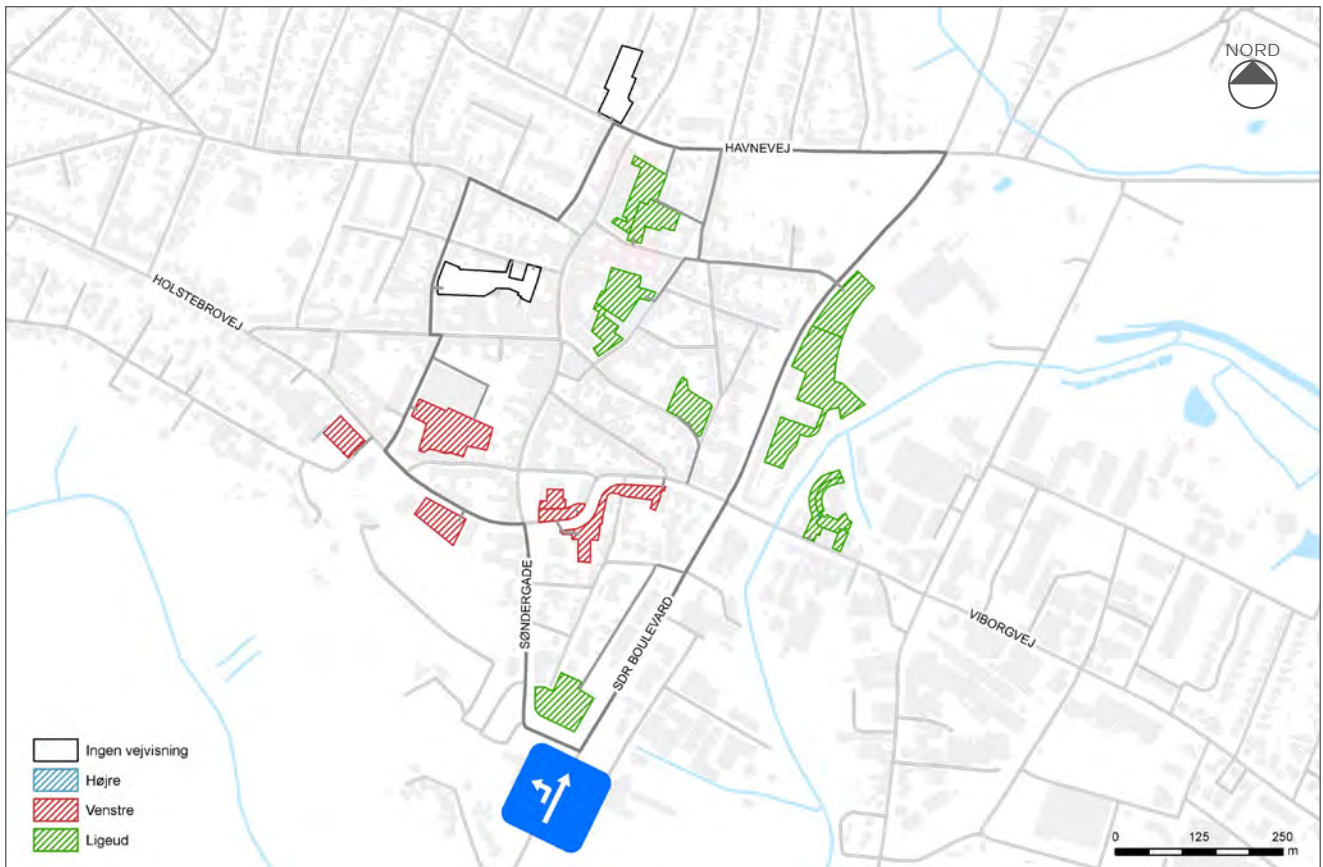 NORD
HAVNEVEJ
HOLSTEBROVEJ
SØNDERGADE
SDR BOULEVARD
VIBORGVEJ
Ingen vejvisning
Højre
Venstre
Ligeud
0 125 250
m